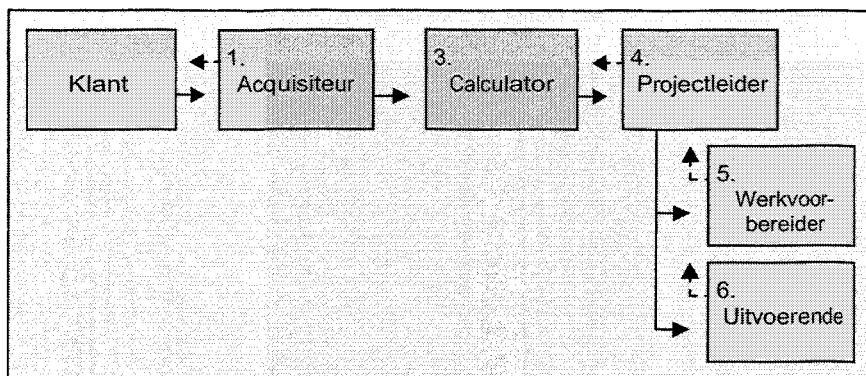 Klant
1.
Acquisiteur
3.
Calculator
4.
Projectleider
5.
Werkvoor-
bereider
6.
Uitvoerende